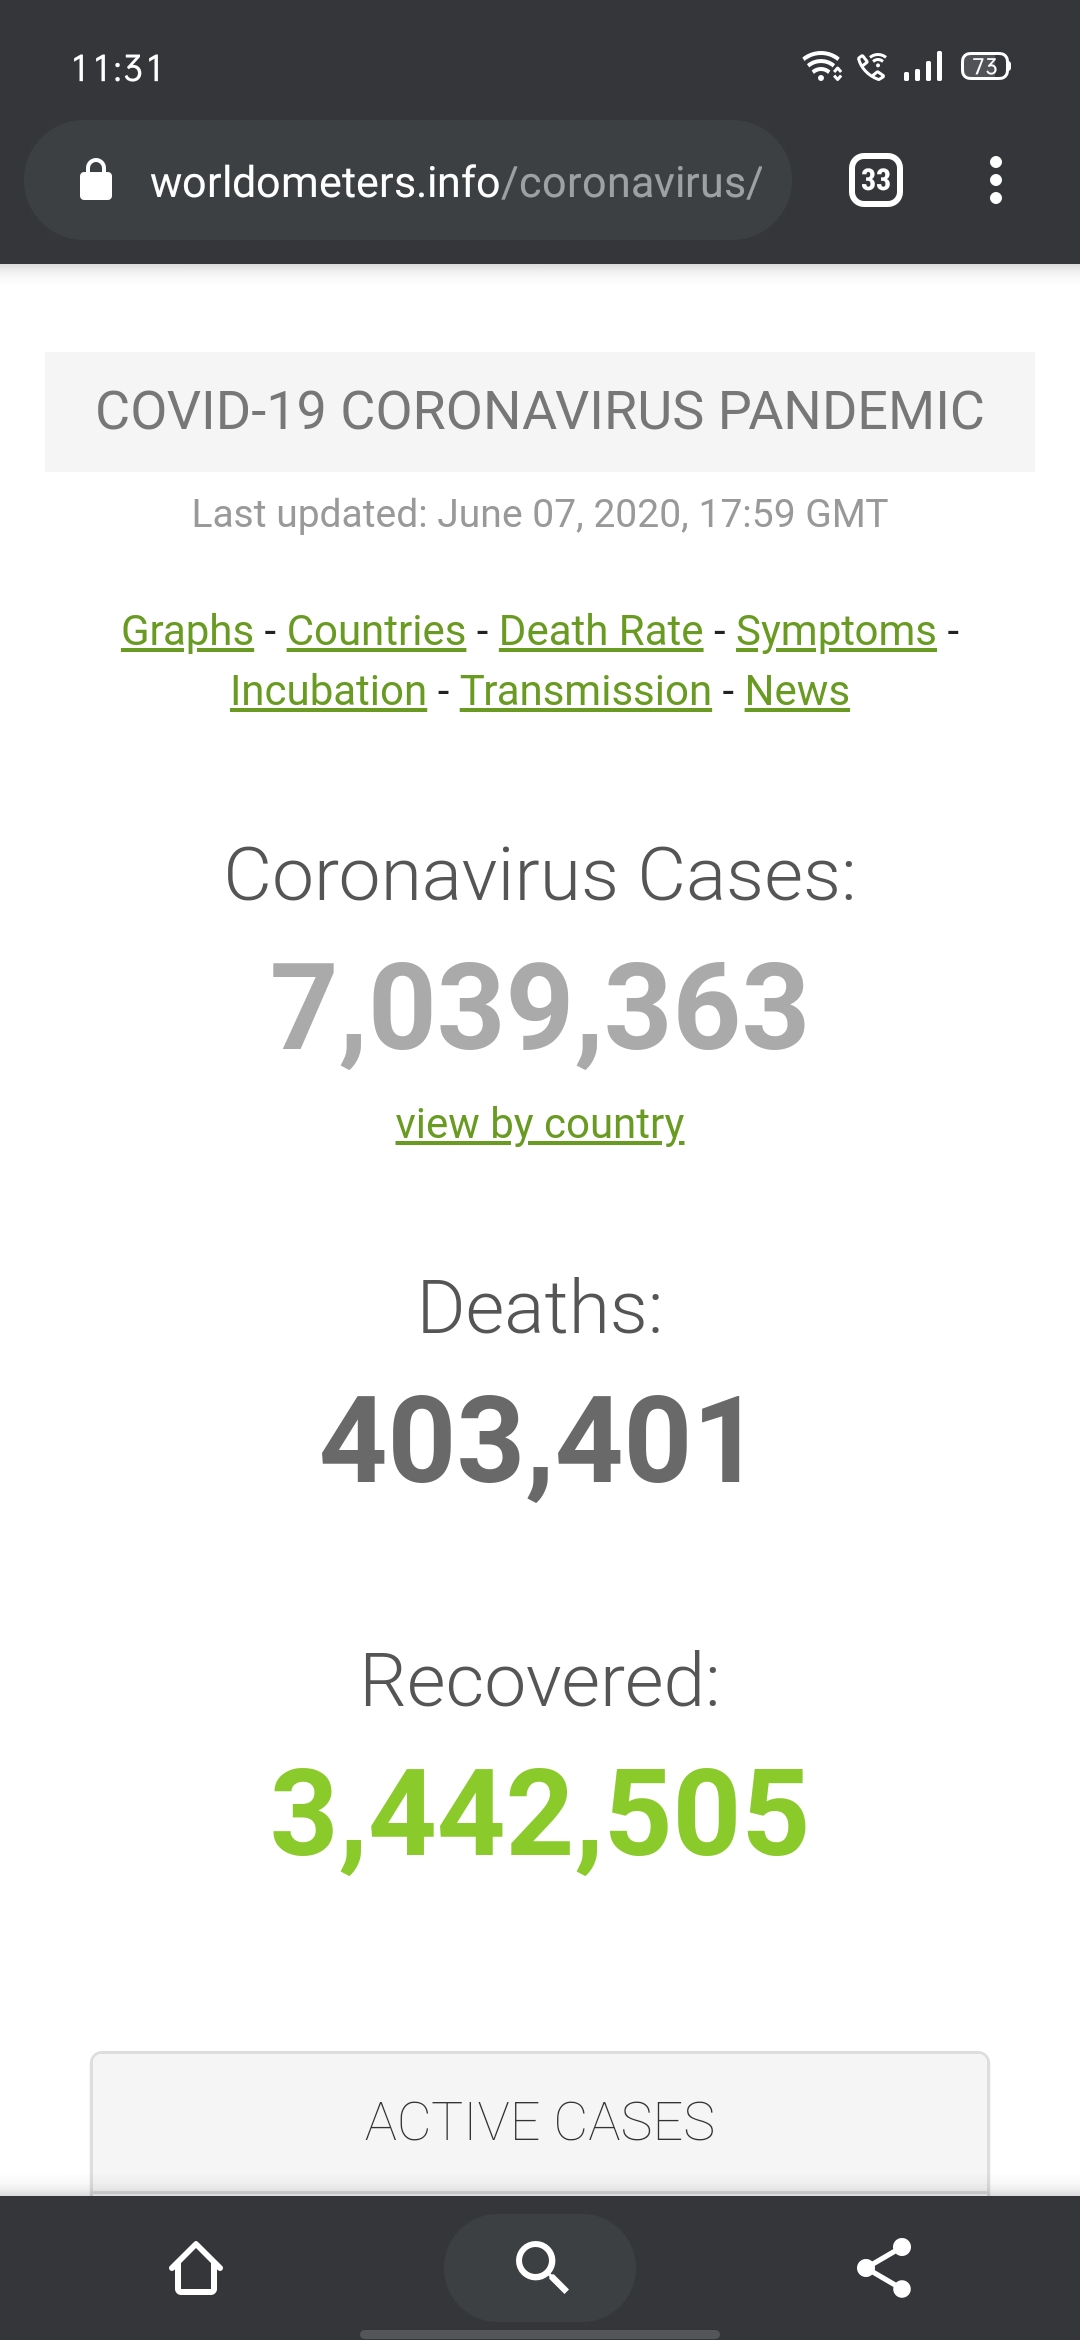 11:31
73
worldometers.info/coronavirus/
33
COVID-19 CORONAVIRUS PANDEMIC
Last updated: June 07, 2020, 17:59 GMT
Graphs - Countries - Death Rate - Symptoms -
Incubation - Transmission - News
Coronavirus Cases:
7,039,363
view by country
Deaths:
403,401
Recovered:
3,442,505
ACTIVE CASES